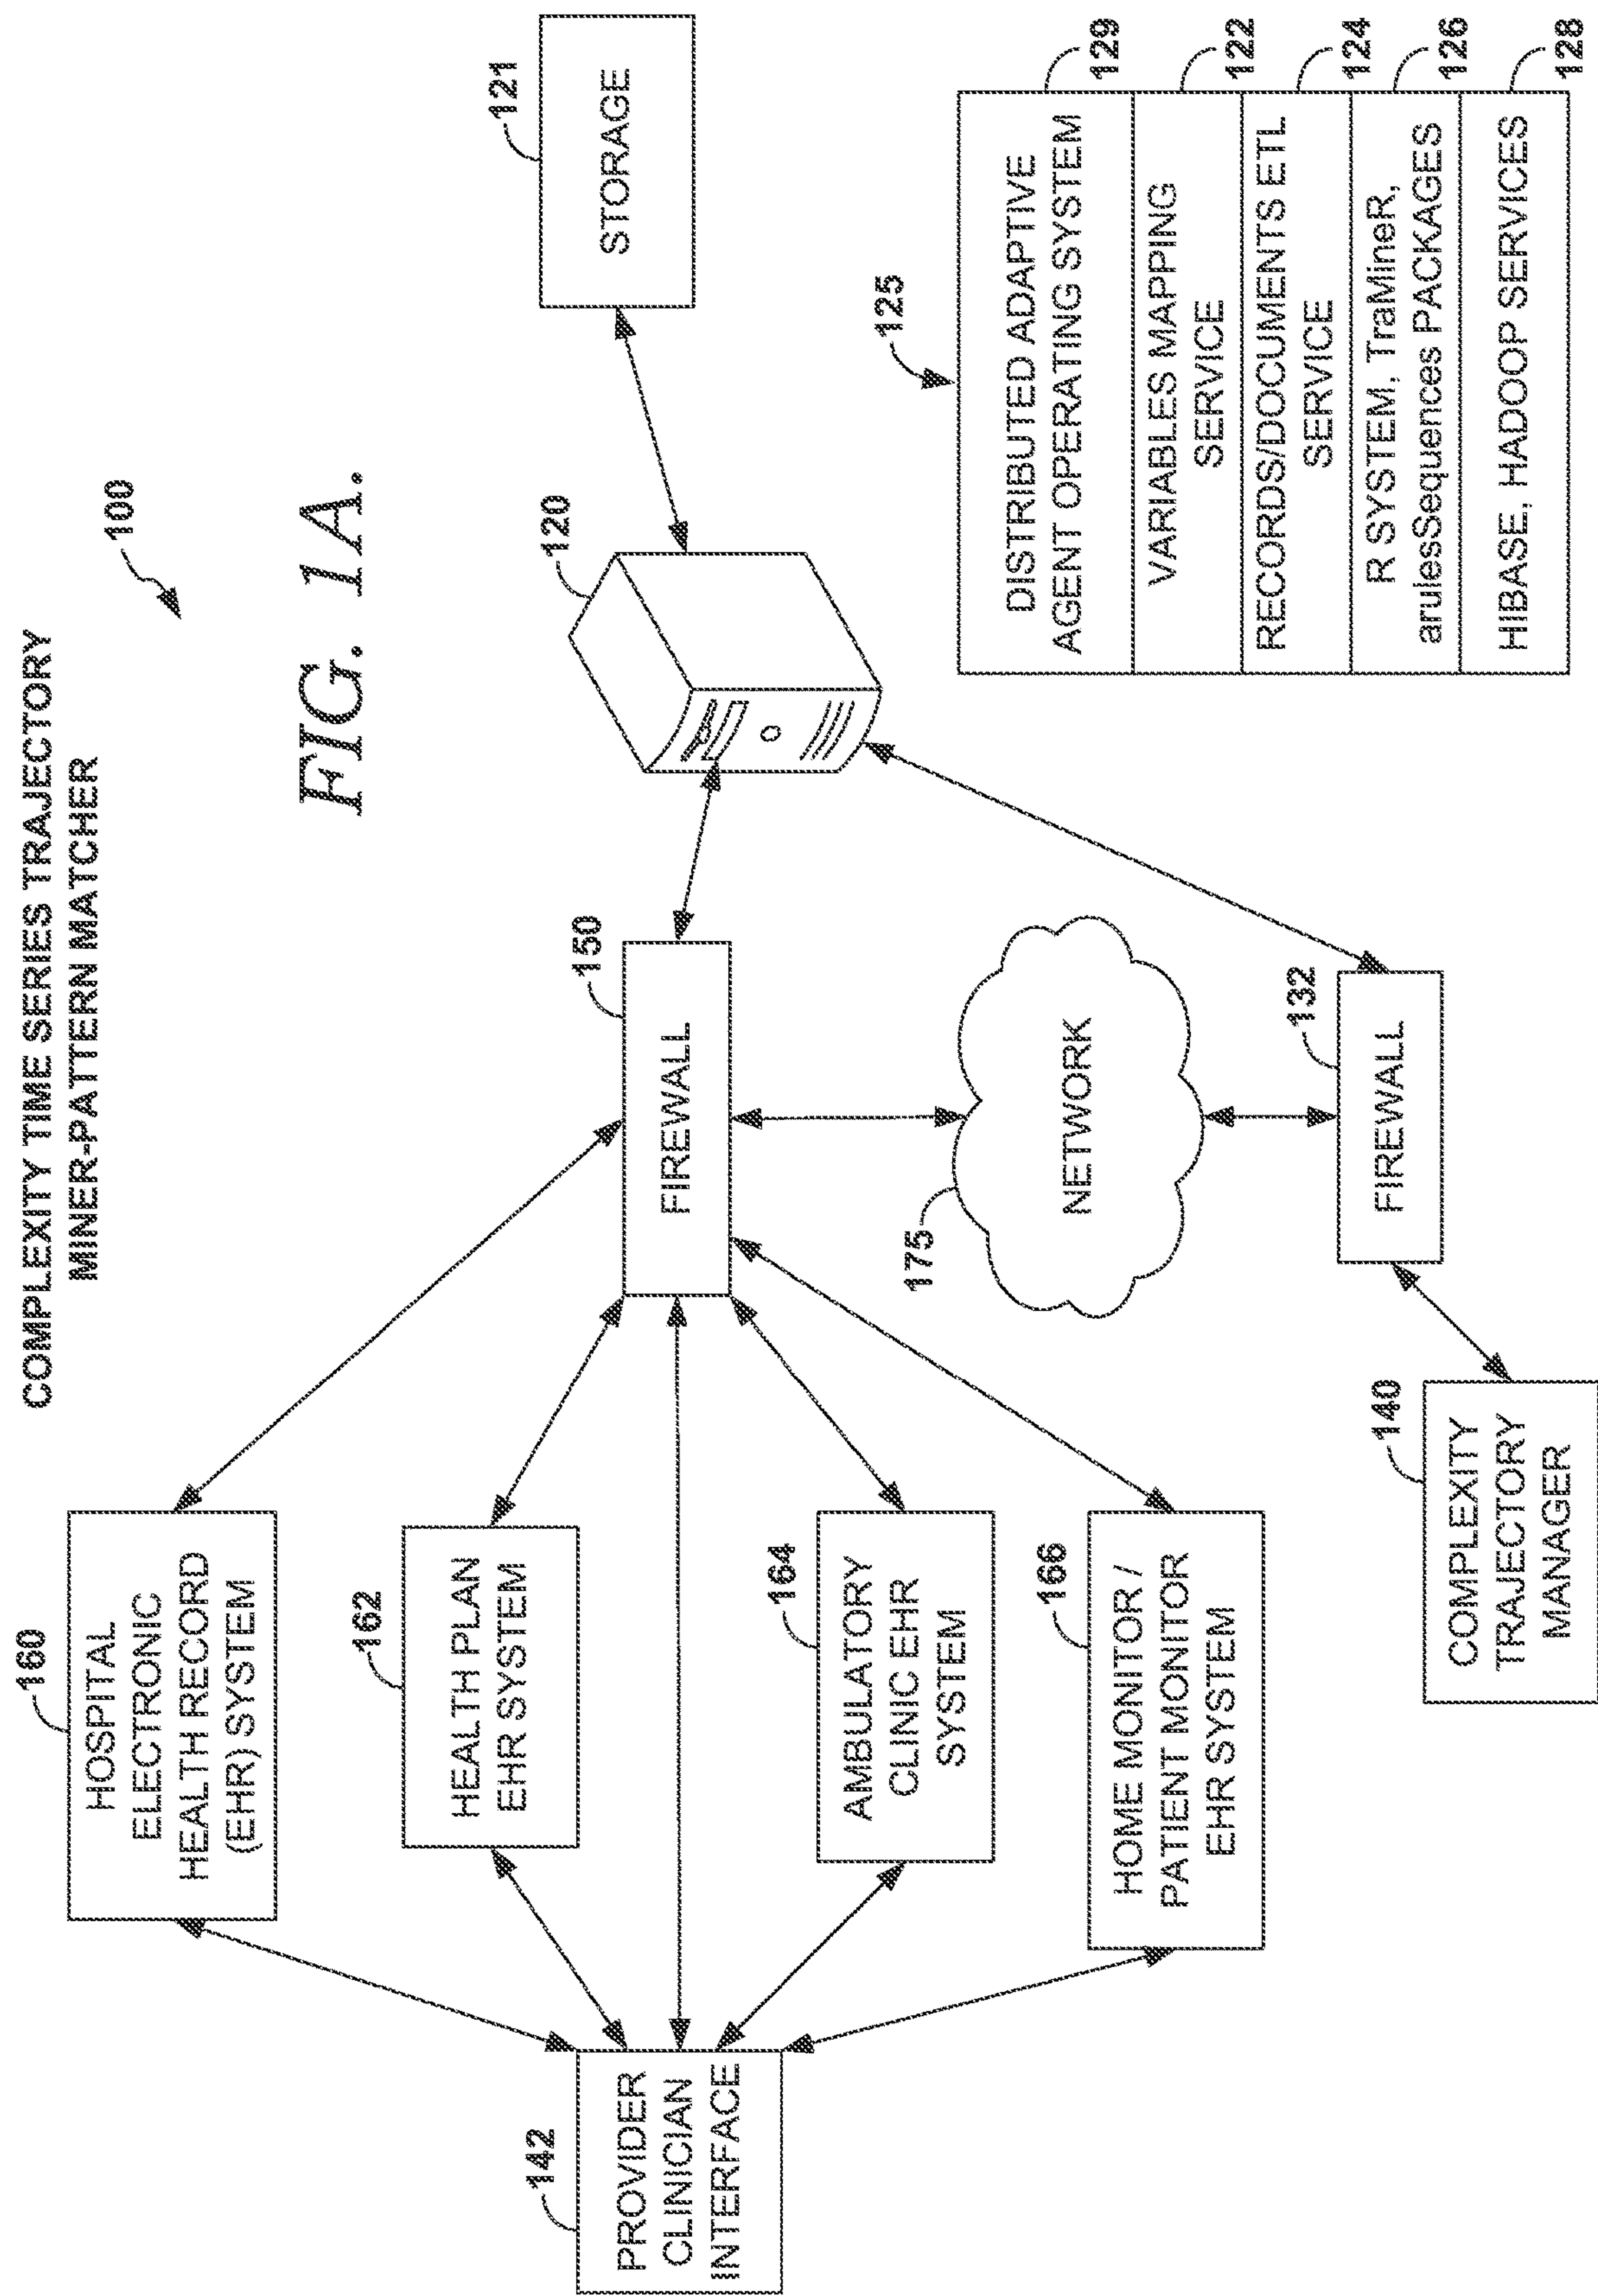 COMPLEXITY TIME SERIES TRAJECTORY
MINER-PATTERN MATCHER
100
FIG. 1A.
160
HOSPITAL
ELECTRONIC
HEALTH RECORD
(EHR) SYSTEM
162
HEALTH PLAN
EHR SYSTEM
142
PROVIDER
CLINICIAN
INTERFACE
164
AMBULATORY
CLINIC EHR
SYSTEM
166
HOME MONITOR /
PATIENT MONITOR
EHR SYSTEM
140
COMPLEXITY
TRAJECTORY
MANAGER
150
FIREWALL
175
NETWORK
132
FIREWALL
120
121
STORAGE
125
DISTRIBUTED ADAPTIVE
AGENT OPERATING SYSTEM
129
VARIABLES MAPPING
SERVICE
122
RECORDS/DOCUMENTS ETL
SERVICE
124
R SYSTEM, TraMineR,
arulesSequences PACKAGES
126
HIBASE, HADOOP SERVICES
128